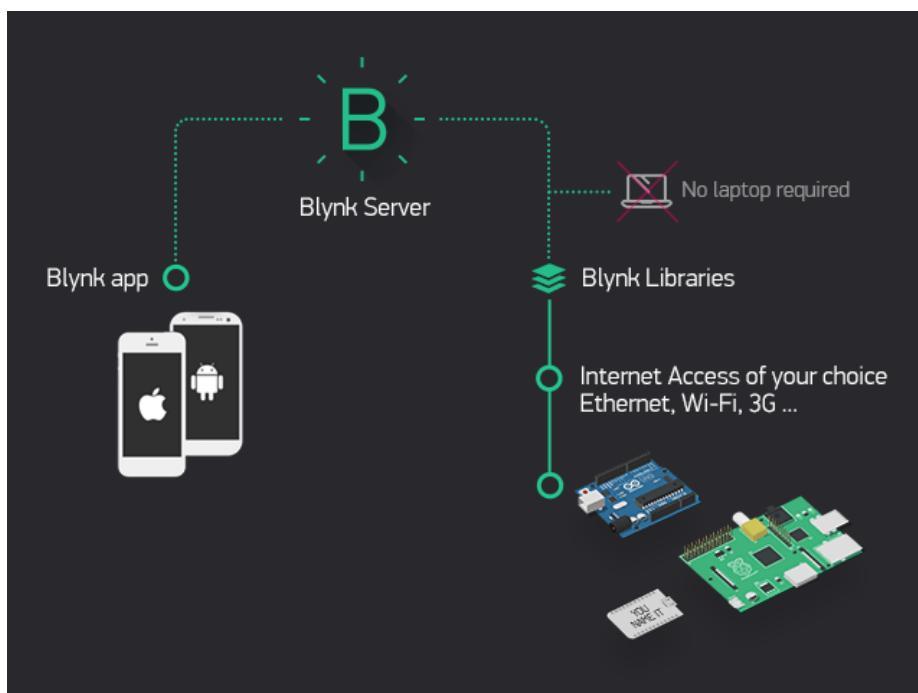 B
Blynk Server
No laptop required
Blynk app
Blynk Libraries
Internet Access of your choice
Ethernet, Wi-Fi, 3G ...
YOU
NAME IT